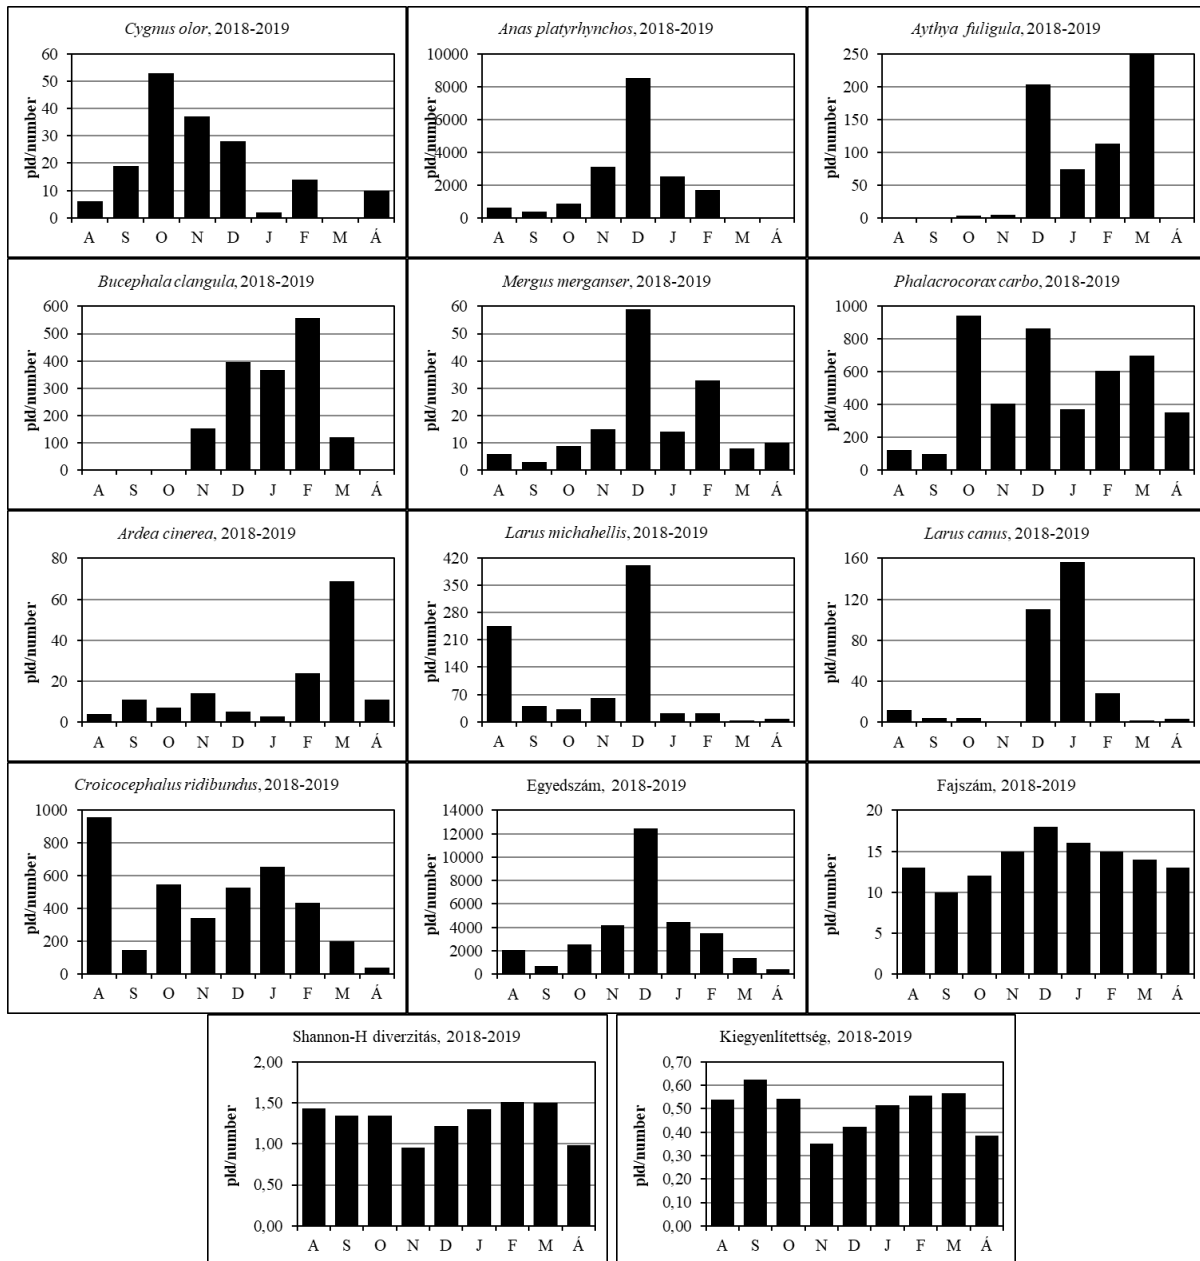 Cygnus olor, 2018-2019
pld/number
60
50
40
30
20
10
0
A S O N D J F M Á
Anas platyrhynchos, 2018-2019
pld/number
10000
8000
6000
4000
2000
0
A S O N D J F M Á
Aythya fuligula, 2018-2019
pld/number
250
200
150
100
50
0
A S O N D J F M Á
Bucephala clangula, 2018-2019
pld/number
600
500
400
300
200
100
0
A S O N D J F M Á
Mergus merganser, 2018-2019
pld/number
60
50
40
30
20
10
0
A S O N D J F M Á
Phalacrocorax carbo, 2018-2019
pld/number
1000
800
600
400
200
0
A S O N D J F M Á
Ardea cinerea, 2018-2019
pld/number
80
60
40
20
0
A S O N D J F M Á
Larus michahellis, 2018-2019
pld/number
420
350
280
210
140
70
0
A S O N D J F M Á
Larus canus, 2018-2019
pld/number
160
120
80
40
0
A S O N D J F M Á
Croicocephalus ridibundus, 2018-2019
pld/number
1000
800
600
400
200
0
A S O N D J F M Á
Egyedszám, 2018-2019
pld/number
14000
12000
10000
8000
6000
4000
2000
0
A S O N D J F M Á
Fajszám, 2018-2019
pld/number
20
15
10
5
0
A S O N D J F M Á
Shannon-H diverzitás, 2018-2019
pld/number
2,00
1,50
1,00
0,50
0,00
A S O N D J F M Á
Kiegyenlítettség, 2018-2019
pld/number
0,70
0,60
0,50
0,40
0,30
0,20
0,10
0,00
A S O N D J F M Á